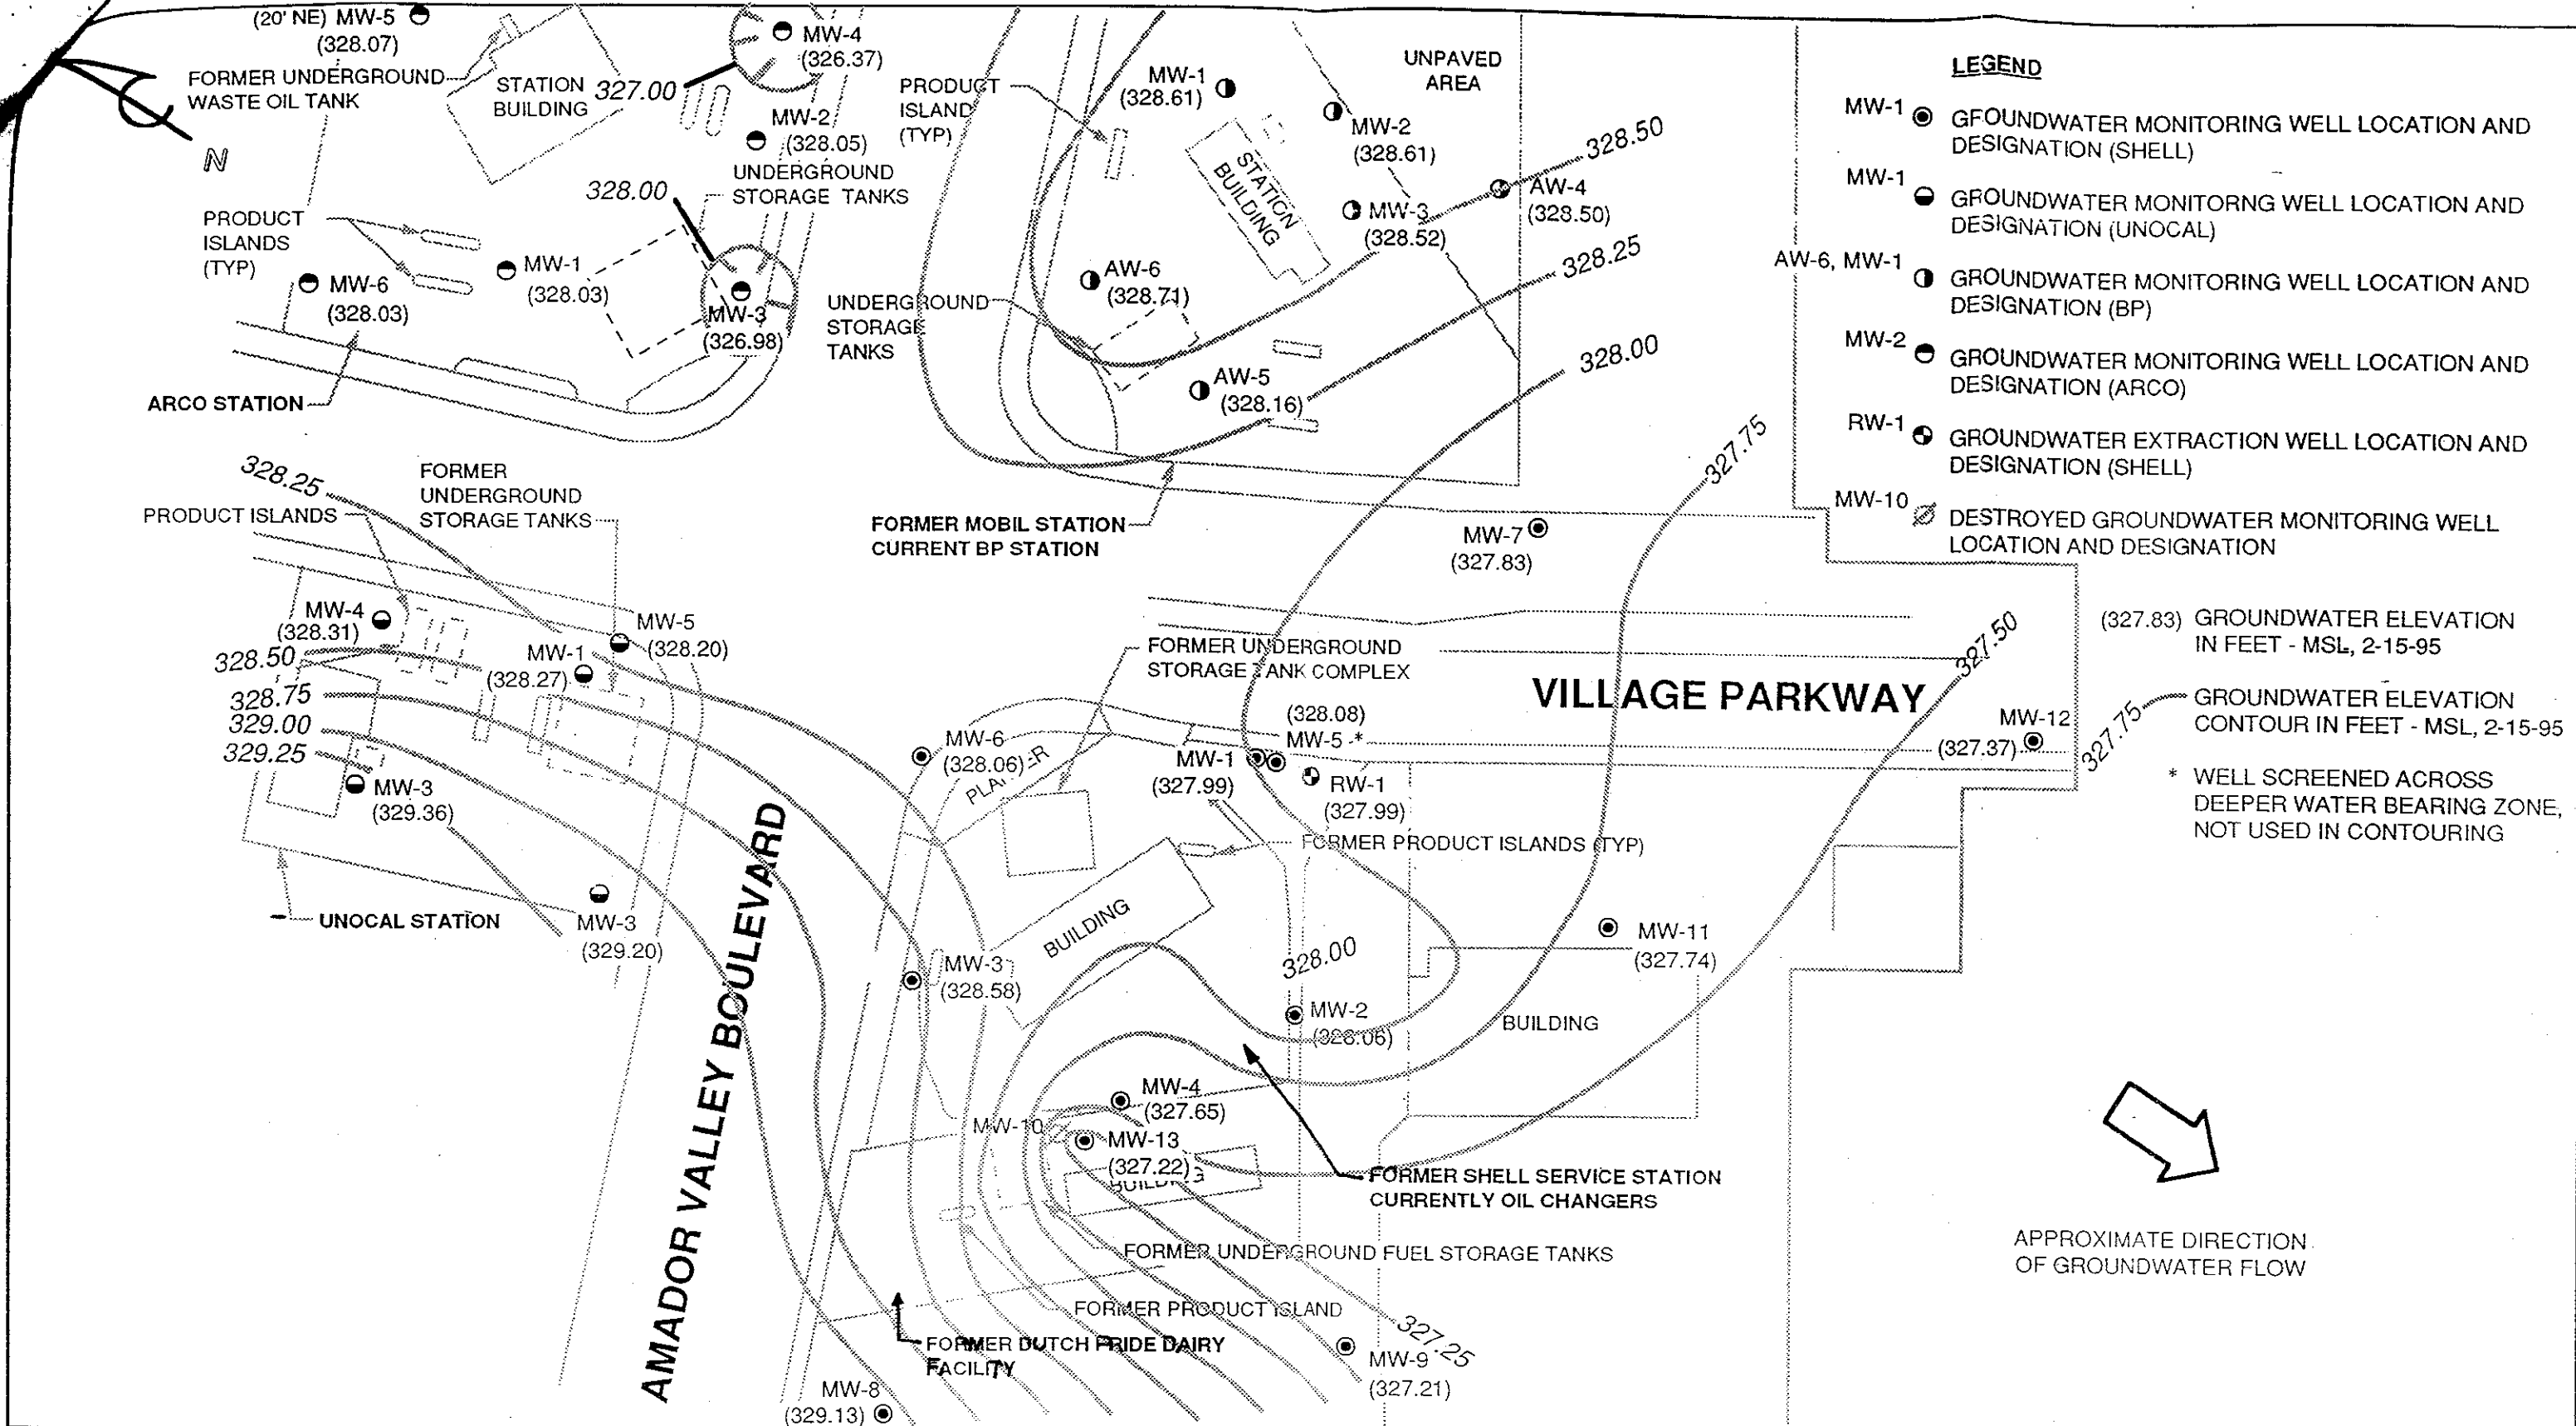 (20' NE) MW-5
(328.07)
FORMER UNDERGROUND
WASTE OIL TANK
STATION
BUILDING
327.00
MW-4
(326.37)
MW-2
(328.05)
UNDERGROUND
STORAGE TANKS
328.00
N
PRODUCT
ISLANDS
(TYP)
MW-6
(328.03)
MW-1
(328.03)
MW-3
(326.98)
ARCO STATION
PRODUCT
ISLAND
(TYP)
MW-1
(328.61)
UNPAVED
AREA
MW-2
(328.61)
STATION
BUILDING
328.50
AW-4
(328.50)
MW-3
(328.52)
328.25
AW-6
(328.71)
UNDERGROUND
STORAGE
TANKS
328.00
AW-5
(328.16)
327.75
FORMER MOBIL STATION
CURRENT BP STATION
MW-7
(327.83)
LEGEND
MW-1
GFOUNDWATER MONITORING WELL LOCATION AND
DESIGNATION (SHELL)
MW-1
GROUNDWATER MONITORNG WELL LOCATION AND
DESIGNATION (UNOCAL)
AW-6, MW-1
GROUNDWATER MONITORING WELL LOCATION AND
DESIGNATION (BP)
MW-2
GROUNDWATER MONITORING WELL LOCATION AND
DESIGNATION (ARCO)
RW-1
GROUNDWATER EXTRACTION WELL LOCATION AND
DESIGNATION (SHELL)
MW-10
DESTROYED GROUNDWATER MONITORING WELL
LOCATION AND DESIGNATION
(327.83) GROUNDWATER ELEVATION
IN FEET - MSL, 2-15-95
327.75
GROUNDWATER ELEVATION
CONTOUR IN FEET - MSL, 2-15-95
* WELL SCREENED ACROSS
DEEPER WATER BEARING ZONE,
NOT USED IN CONTOURING
328.25
PRODUCT ISLANDS
FORMER
UNDERGROUND
STORAGE TANKS
MW-4
(328.31)
MW-5
(328.20)
MW-1
(328.27)
328.50
328.75
329.00
329.25
MW-3
(329.36)
UNOCAL STATION
MW-3
(329.20)
AMADOR VALLEY BOULEVARD
FORMER UNDERGROUND
STORAGE TANK COMPLEX
VILLAGE PARKWAY
327.50
MW-12
(327.37)
(328.08)
MW-5 *
MW-6
(328.06)
PLANTER
MW-1
(327.99)
RW-1
(327.99)
FORMER PRODUCT ISLANDS (TYP)
BUILDING
MW-3
(328.58)
328.00
MW-11
(327.74)
MW-2
(328.06)
BUILDING
MW-4
(327.65)
MW-10
MW-13
(327.22)
BUILDING
FORMER SHELL SERVICE STATION
CURRENTLY OIL CHANGERS
FORMER UNDERGROUND FUEL STORAGE TANKS
FORMER PRODUCT ISLAND
327.25
FORMER DUTCH PRIDE DAIRY
FACILITY
MW-9
(327.21)
MW-8
(329.13)
APPROXIMATE DIRECTION
OF GROUNDWATER FLOW